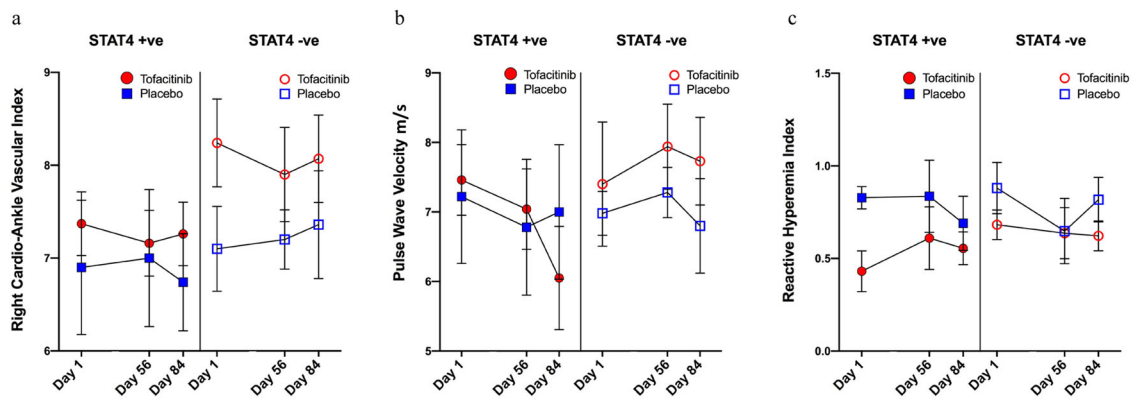 a
STAT4 +ve
STAT4 -ve
Tofacitinib
Placebo
Tofacitinib
Placebo
Right Cardio-Ankle Vascular Index
9
8
7
6
Day 1
Day 56
Day 84
Day 1
Day 56
Day 84
b
STAT4 +ve
STAT4 -ve
Tofacitinib
Placebo
Tofacitinib
Placebo
Pulse Wave Velocity m/s
9
8
7
6
5
Day 1
Day 56
Day 84
Day 1
Day 56
Day 84
c
STAT4 +ve
STAT4 -ve
Tofacitinib
Placebo
Tofacitinib
Placebo
Reactive Hyperemia Index
1.5
1.0
0.5
0.0
Day 1
Day 56
Day 84
Day 1
Day 56
Day 84